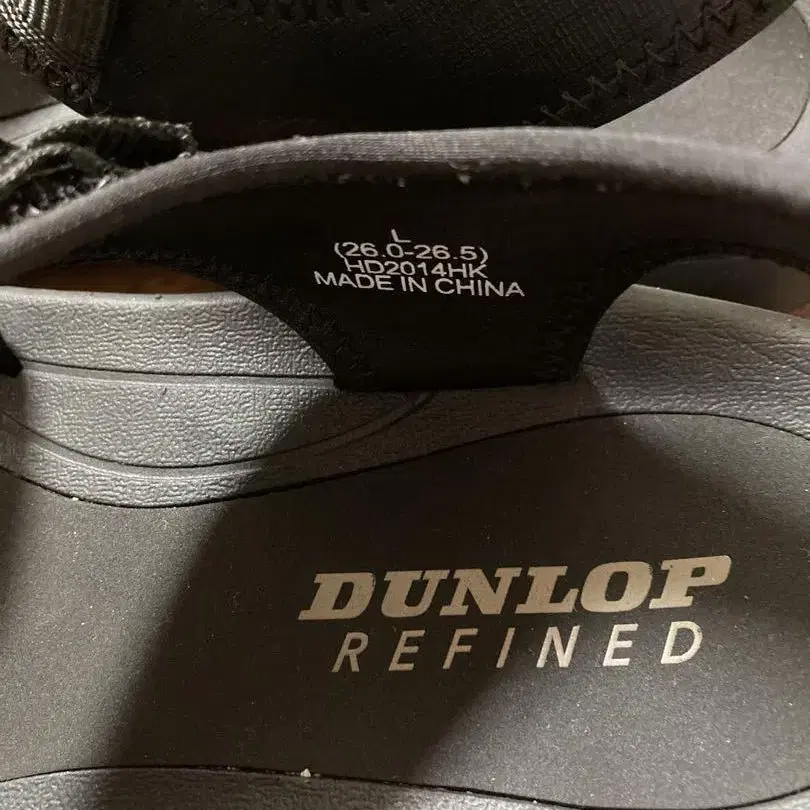 L
(26.0-26.5)
HD2014HK
MADE IN CHINA
DUNLOP
REFINED